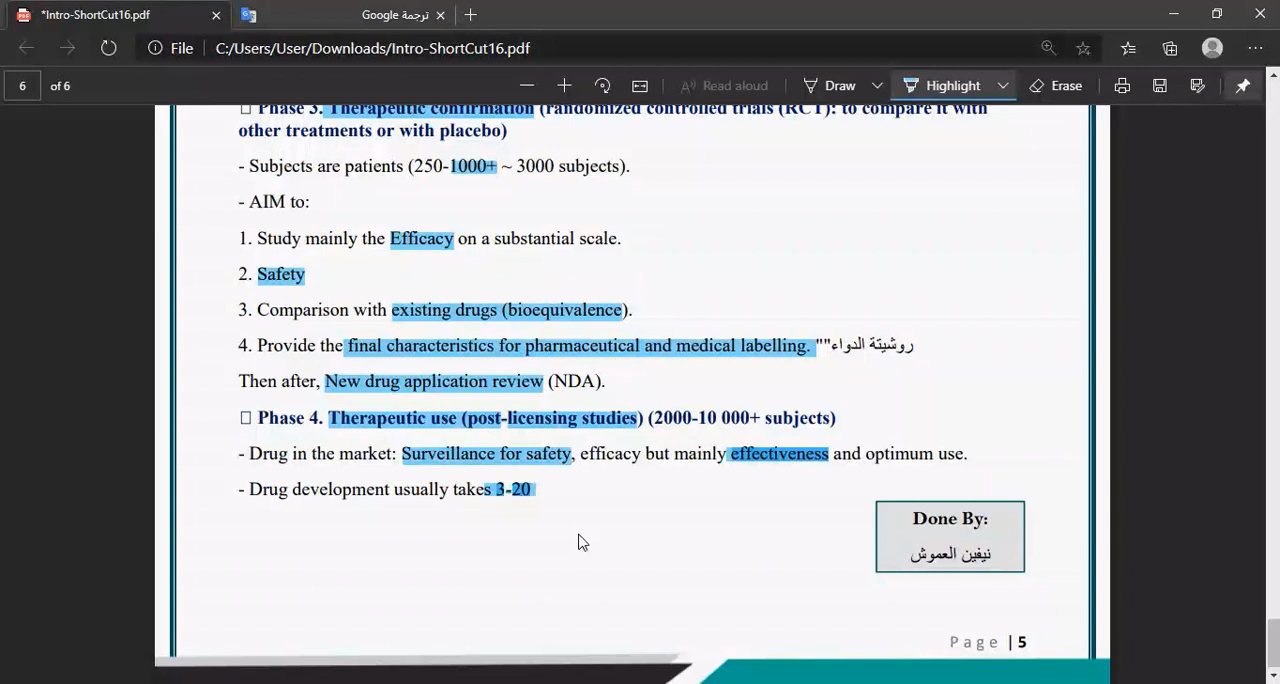 *Intro-ShortCut16.pdf
ترجمة Google
File C:/Users/User/Downloads/Intro-ShortCut16.pdf
6 of 6
Read aloud Draw Highlight Erase
Phase 3. Therapeutic confirmation (randomized controlled trials (RCT): to compare it with
other treatments or with placebo)
- Subjects are patients (250-1000+ ~ 3000 subjects).
- AIM to:
1. Study mainly the Efficacy on a substantial scale.
2. Safety
3. Comparison with existing drugs (bioequivalence).
4. Provide the final characteristics for pharmaceutical and medical labelling. ""روشيتة الدواء
Then after, New drug application review (NDA).
Phase 4. Therapeutic use (post-licensing studies) (2000-10 000+ subjects)
- Drug in the market: Surveillance for safety, efficacy but mainly effectiveness and optimum use.
- Drug development usually takes 3-20
Done By:
نيفين العموش
Page | 5